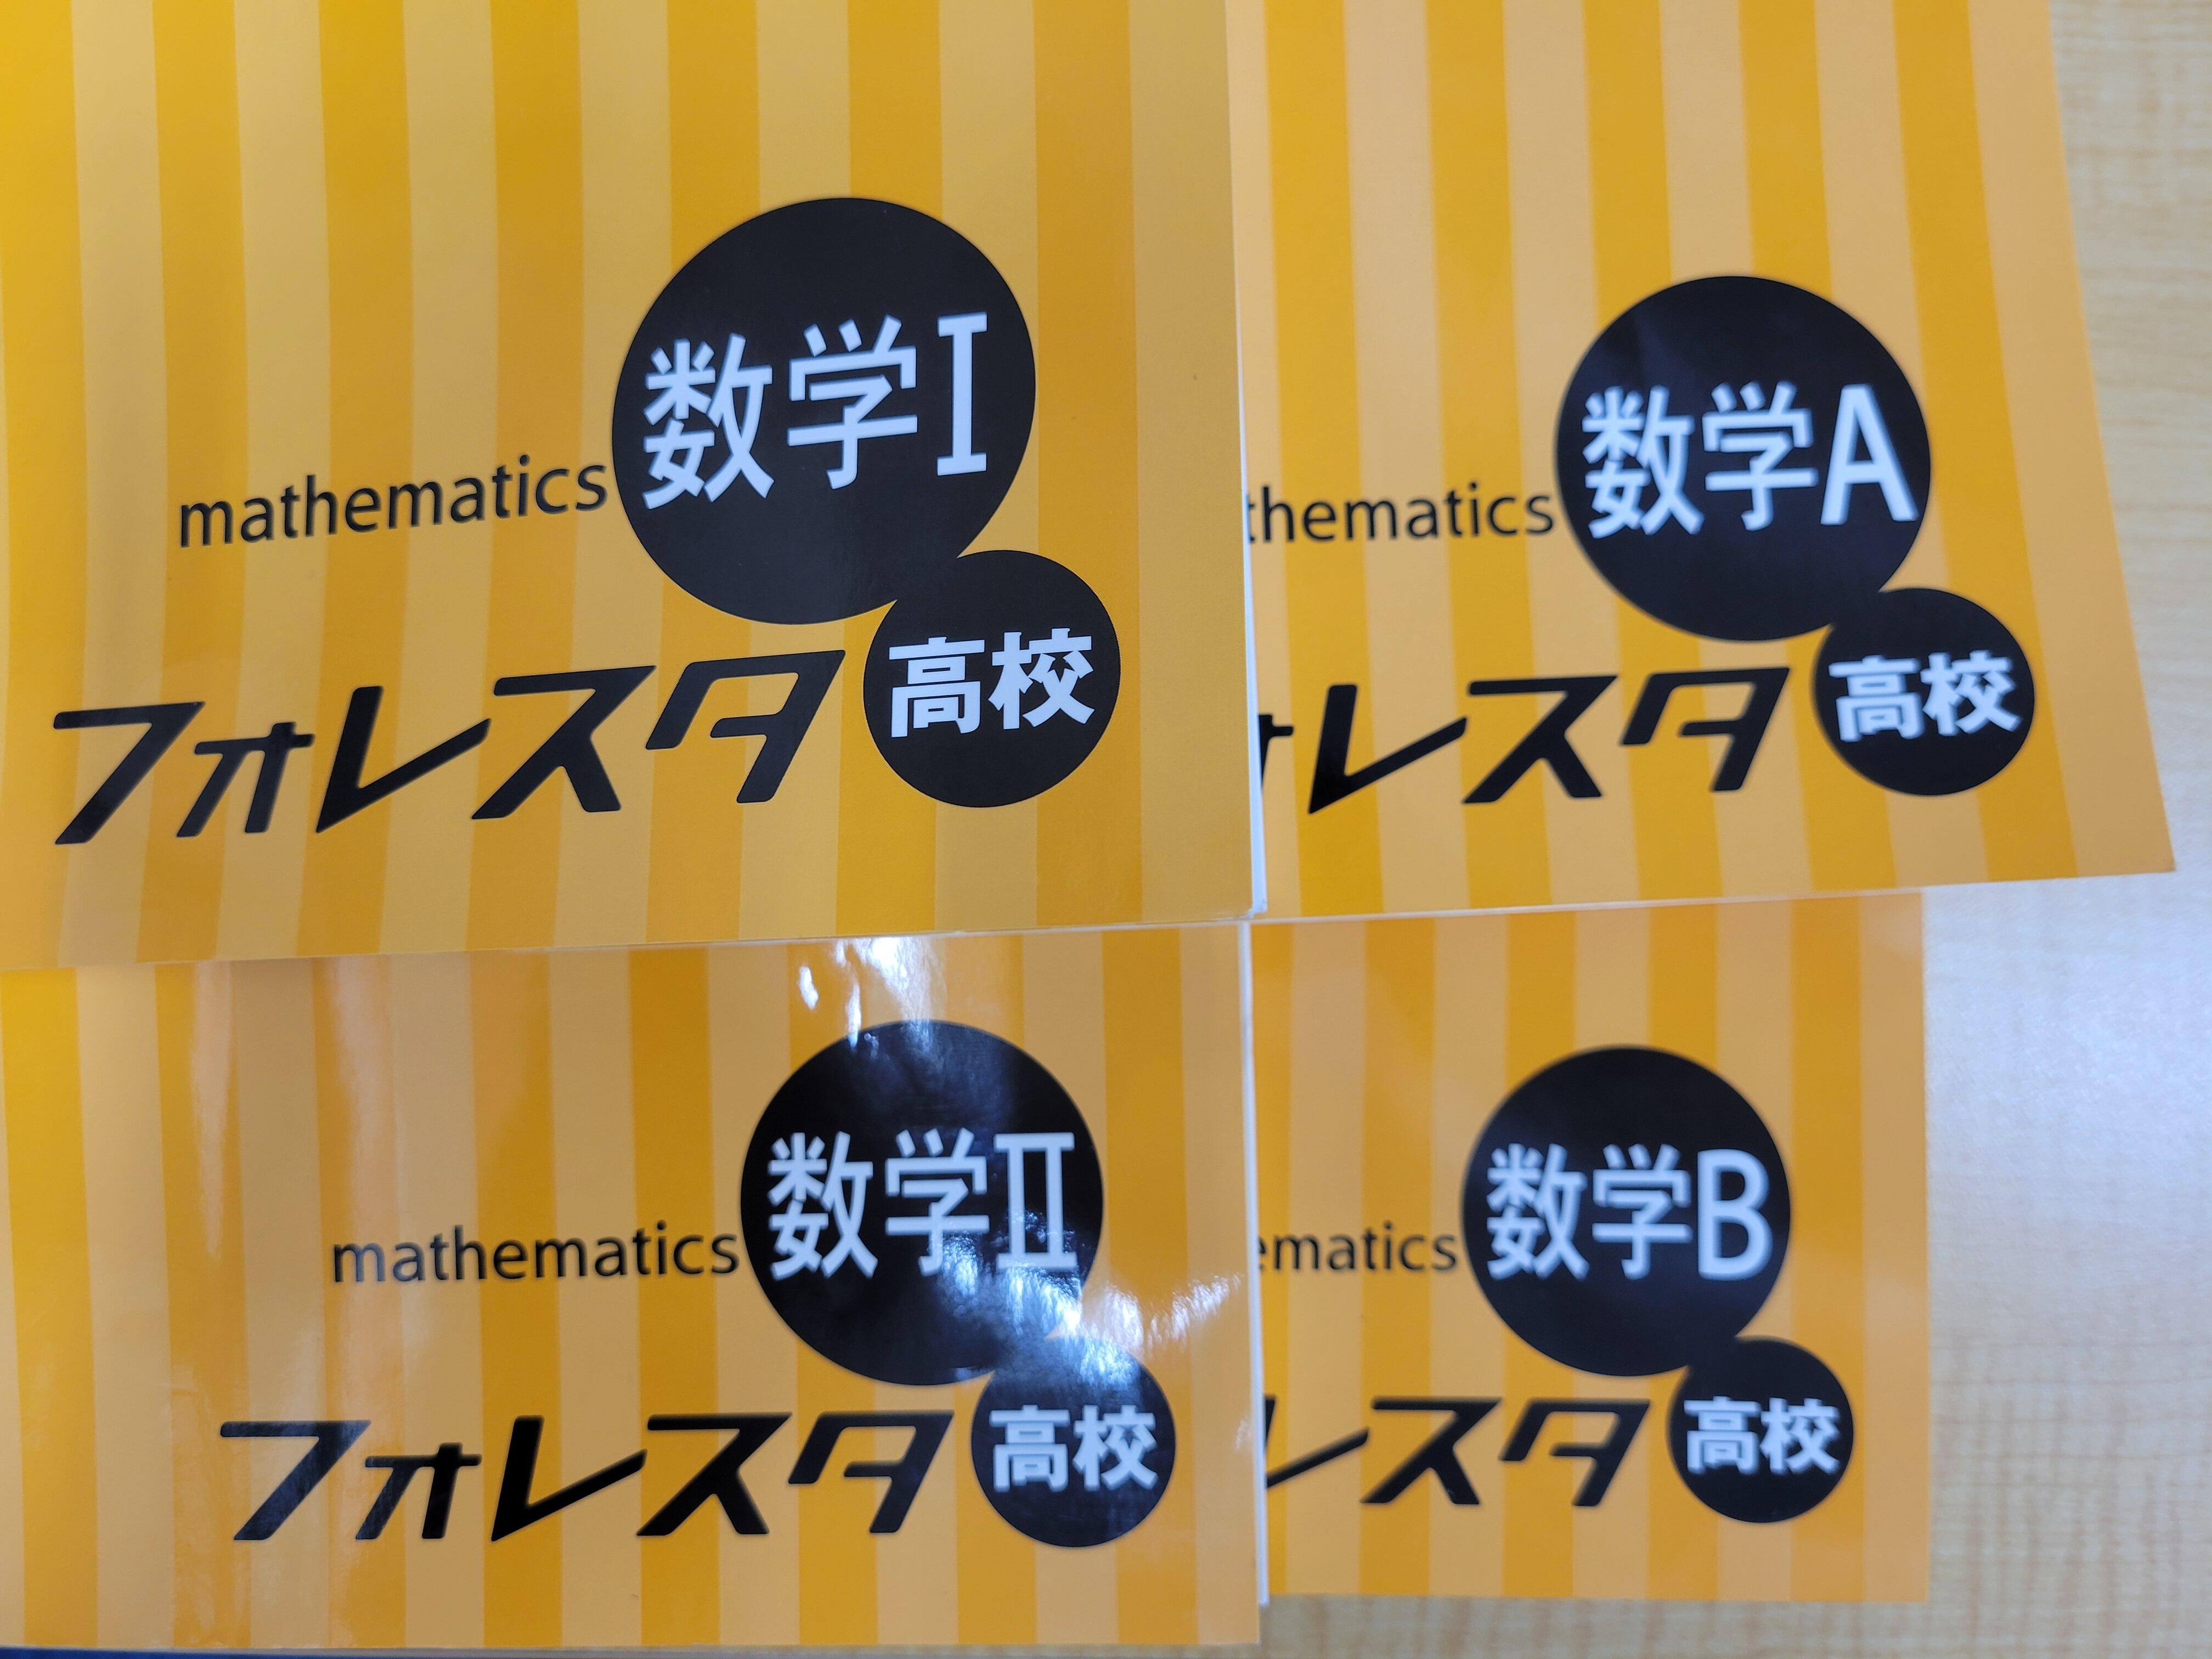 mathematics 数学I
フォレスタ 高校
thematics 数学A
レスタ 高校
mathematics 数学II
フォレスタ 高校
ematics 数学B
レスタ 高校